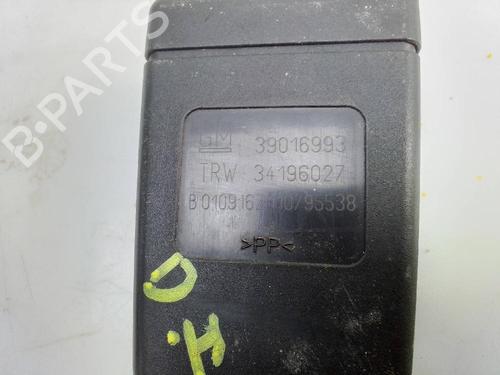 B-PARTS
GM 39016993
TRW 34196027
>PP<
D.H.